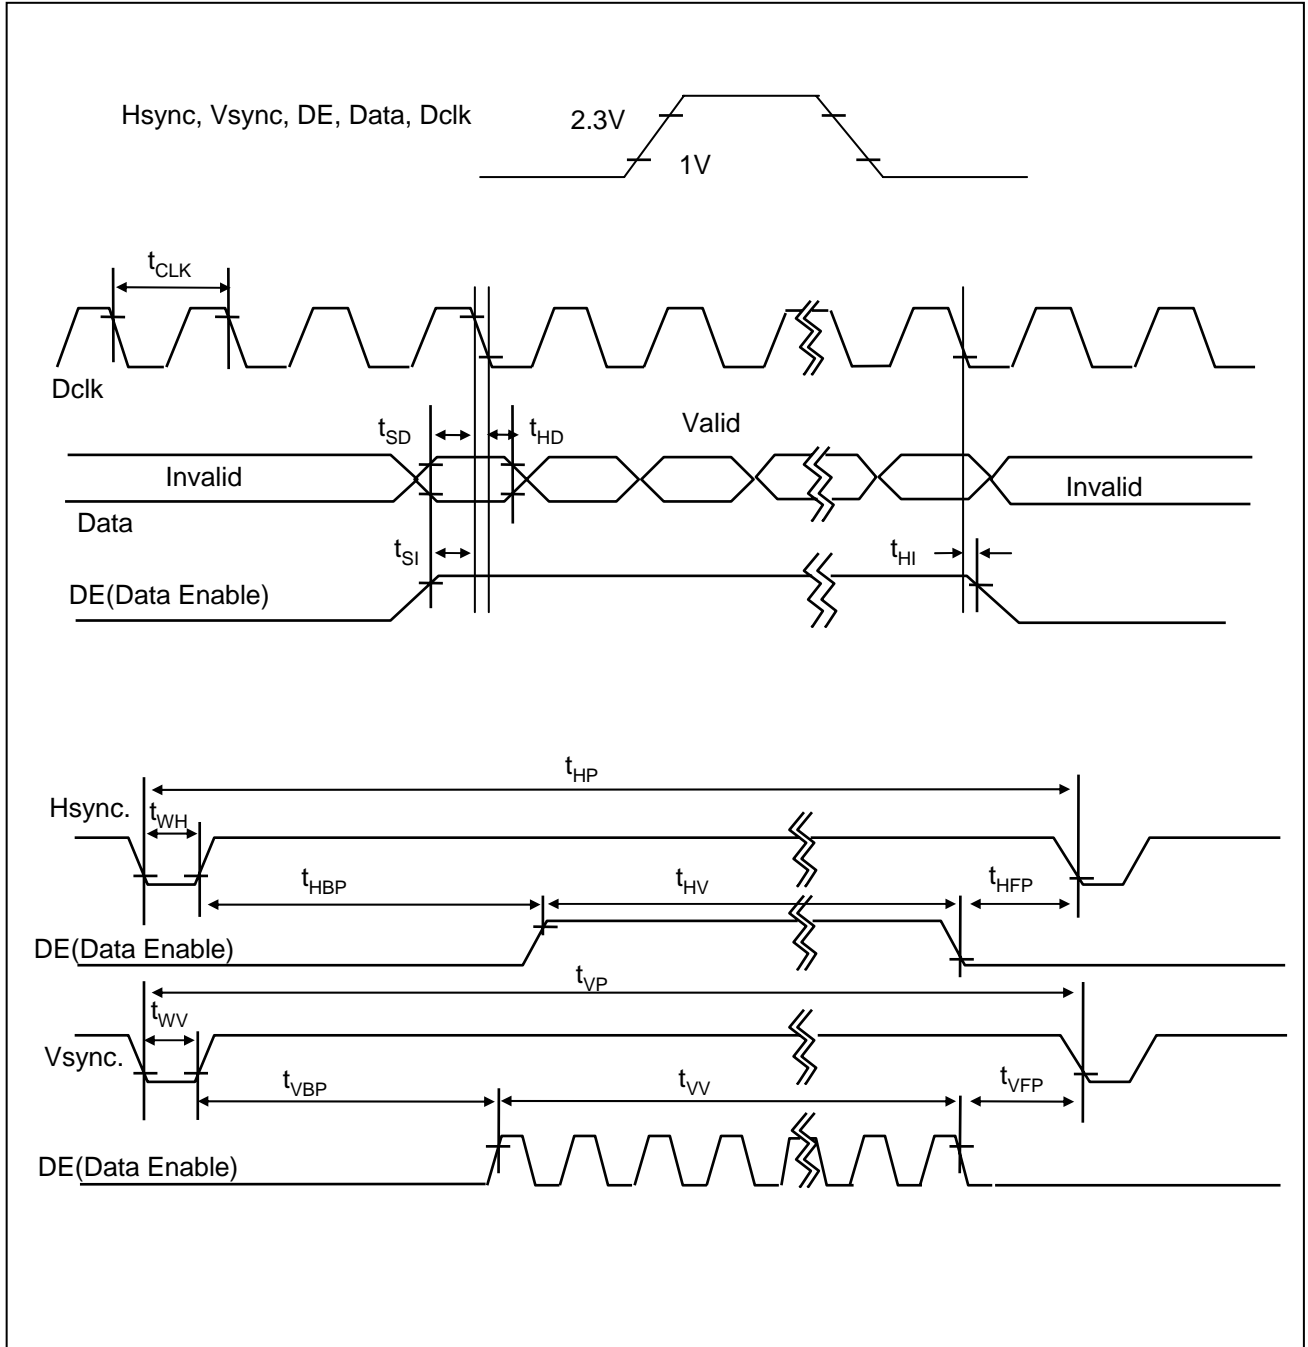 Hsync, Vsync, DE, Data, Dclk
2.3V
1V
tCLK
Dclk
tSD
tHD
Valid
Invalid
Invalid
Data
tSI
tHI
DE(Data Enable)
tHP
Hsync.
tWH
tHBP
tHV
tHFP
DE(Data Enable)
tVP
tWV
Vsync.
tVBP
tVV
tVFP
DE(Data Enable)